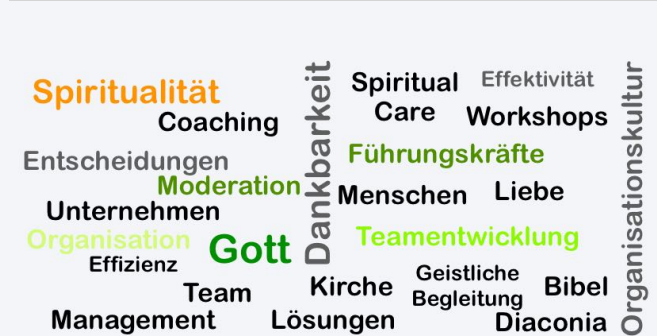 Spiritualität
Coaching
Entscheidungen
Moderation
Unternehmen
Organisation
Gott
Effizienz
Team
Management
Dankbarkeit
Spiritual
Care
Effektivität
Workshops
Führungskräfte
Menschen
Liebe
Teamentwicklung
Kirche
Geistliche
Begleitung
Bibel
Lösungen
Diaconia
Organisationskultur